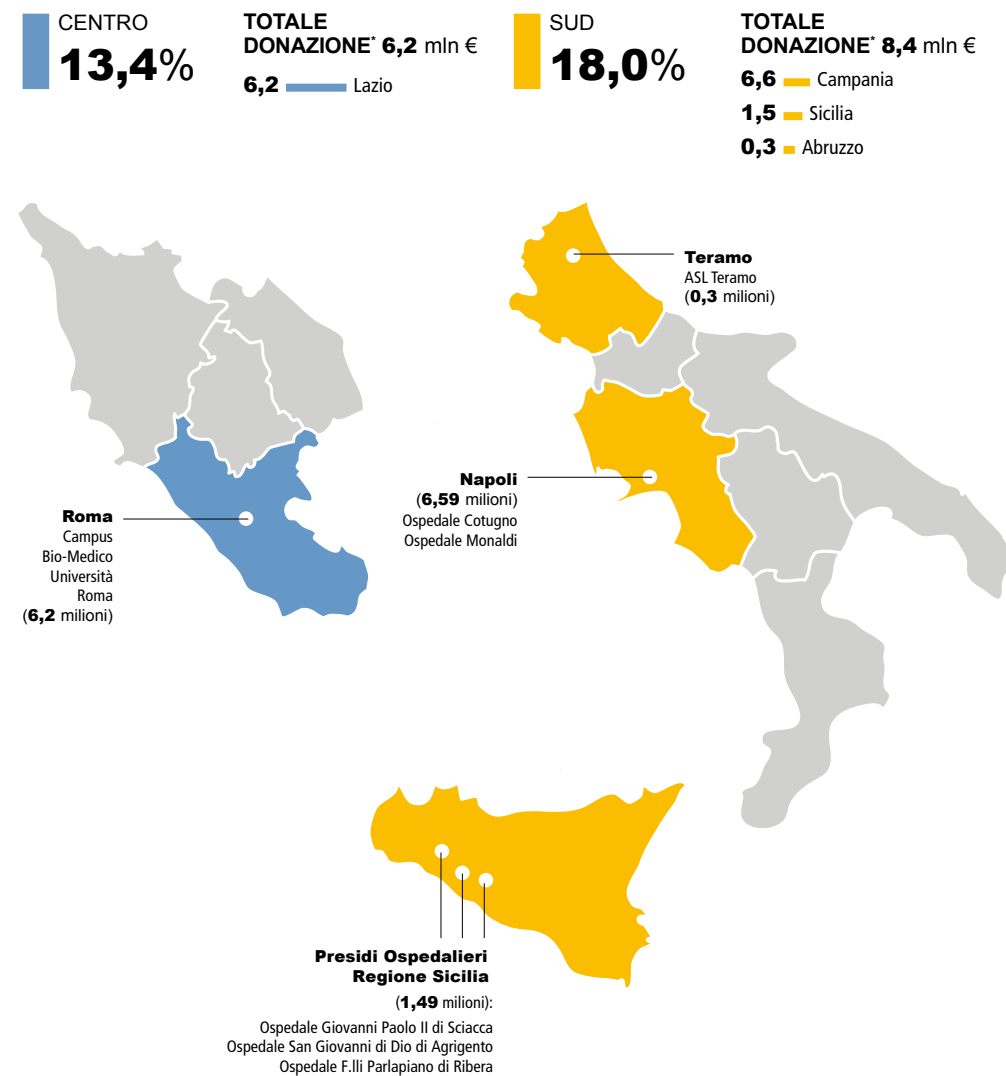 CENTRO
13,4%
TOTALE
DONAZIONE* 6,2 mln €
6,2 Lazio
SUD
18,0%
TOTALE
DONAZIONE* 8,4 mln €
6,6 Campania
1,5 Sicilia
0,3 Abruzzo
Teramo
ASL Teramo
(0,3 milioni)
Napoli
(6,59 milioni)
Ospedale Cotugno
Ospedale Monaldi
Roma
Campus
Bio-Medico
Università
Roma
(6,2 milioni)
Presidi Ospedalieri
Regione Sicilia
(1,49 milioni):
Ospedale Giovanni Paolo II di Sciacca
Ospedale San Giovanni di Dio di Agrigento
Ospedale F.lli Parlapiano di Ribera